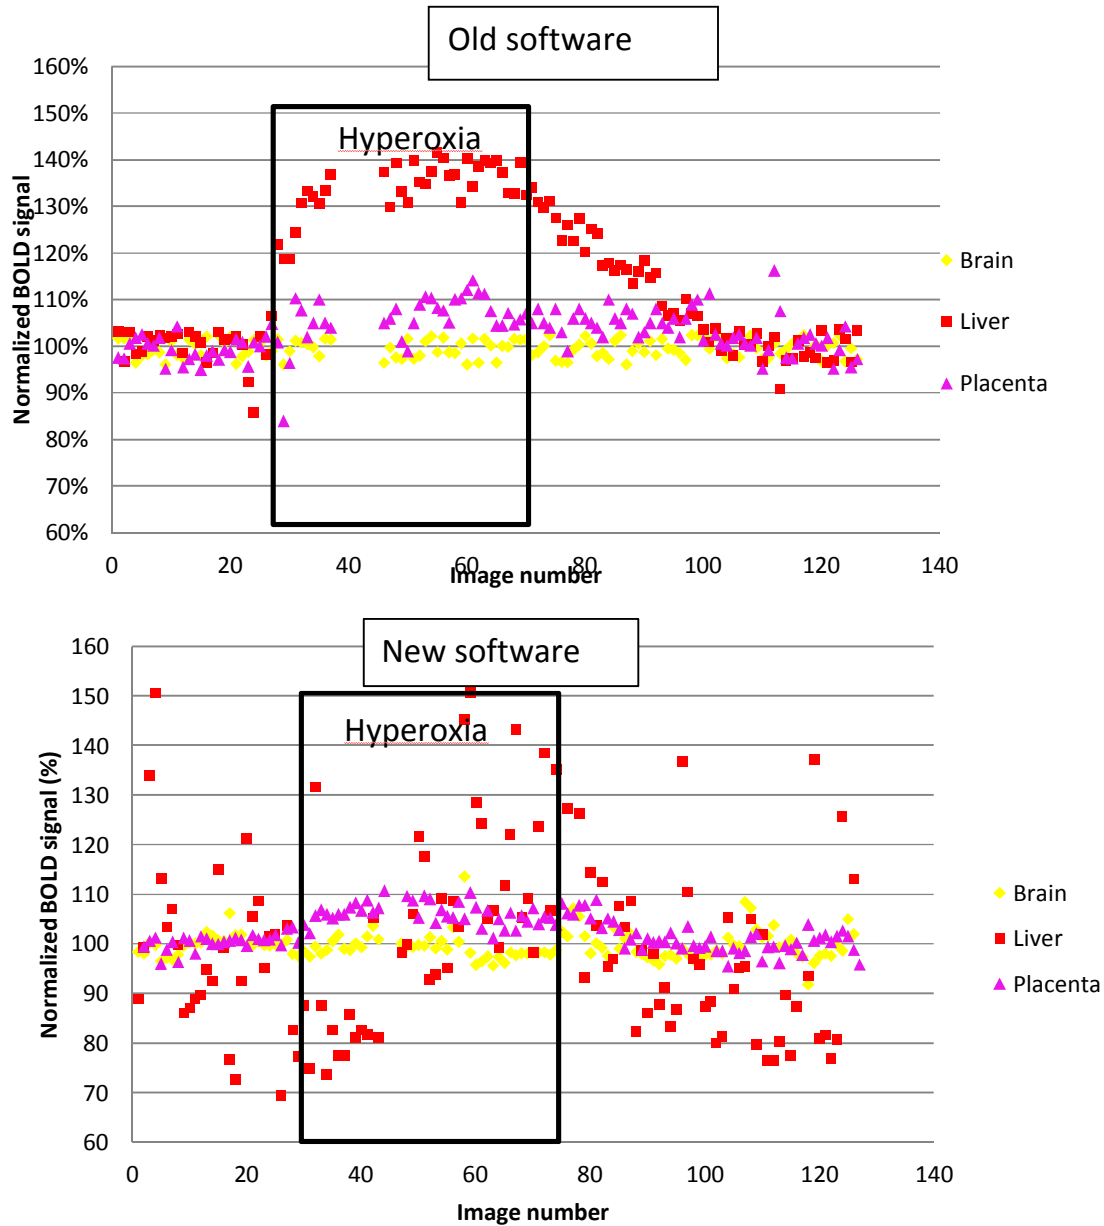 Old software
160%
150%
140%
130%
120%
110%
100%
90%
80%
70%
60%
Normalized BOLD signal
Hyperoxia
Brain
Liver
Placenta
0 20 40 60 80 100 120 140
Image number
New software
160
150
140
130
120
110
100
90
80
70
60
Normalized BOLD signal (%)
Hyperoxia
Brain
Liver
Placenta
0 20 40 60 80 100 120 140
Image number